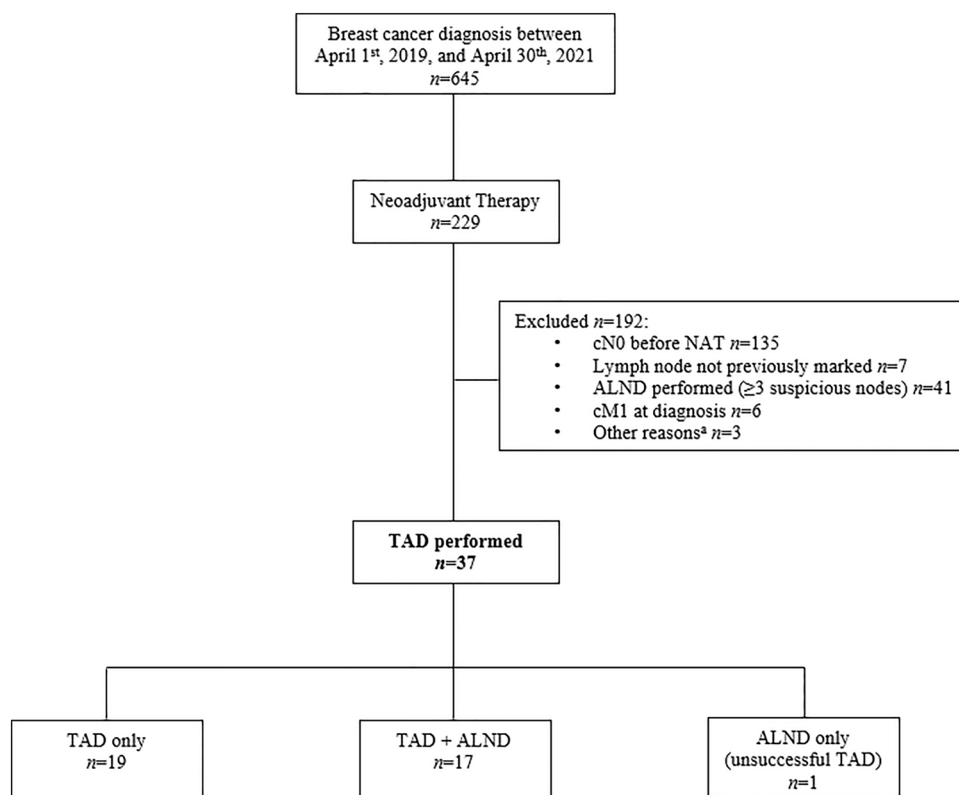 Breast cancer diagnosis between
April 1st, 2019, and April 30th, 2021
n=645
Neoadjuvant Therapy
n=229
Excluded n=192:
• cN0 before NAT n=135
• Lymph node not previously marked n=7
• ALND performed (≥3 suspicious nodes) n=41
• cM1 at diagnosis n=6
• Other reasonsª n=3
TAD performed
n=37
TAD only
n=19
TAD + ALND
n=17
ALND only
(unsuccessful TAD)
n=1